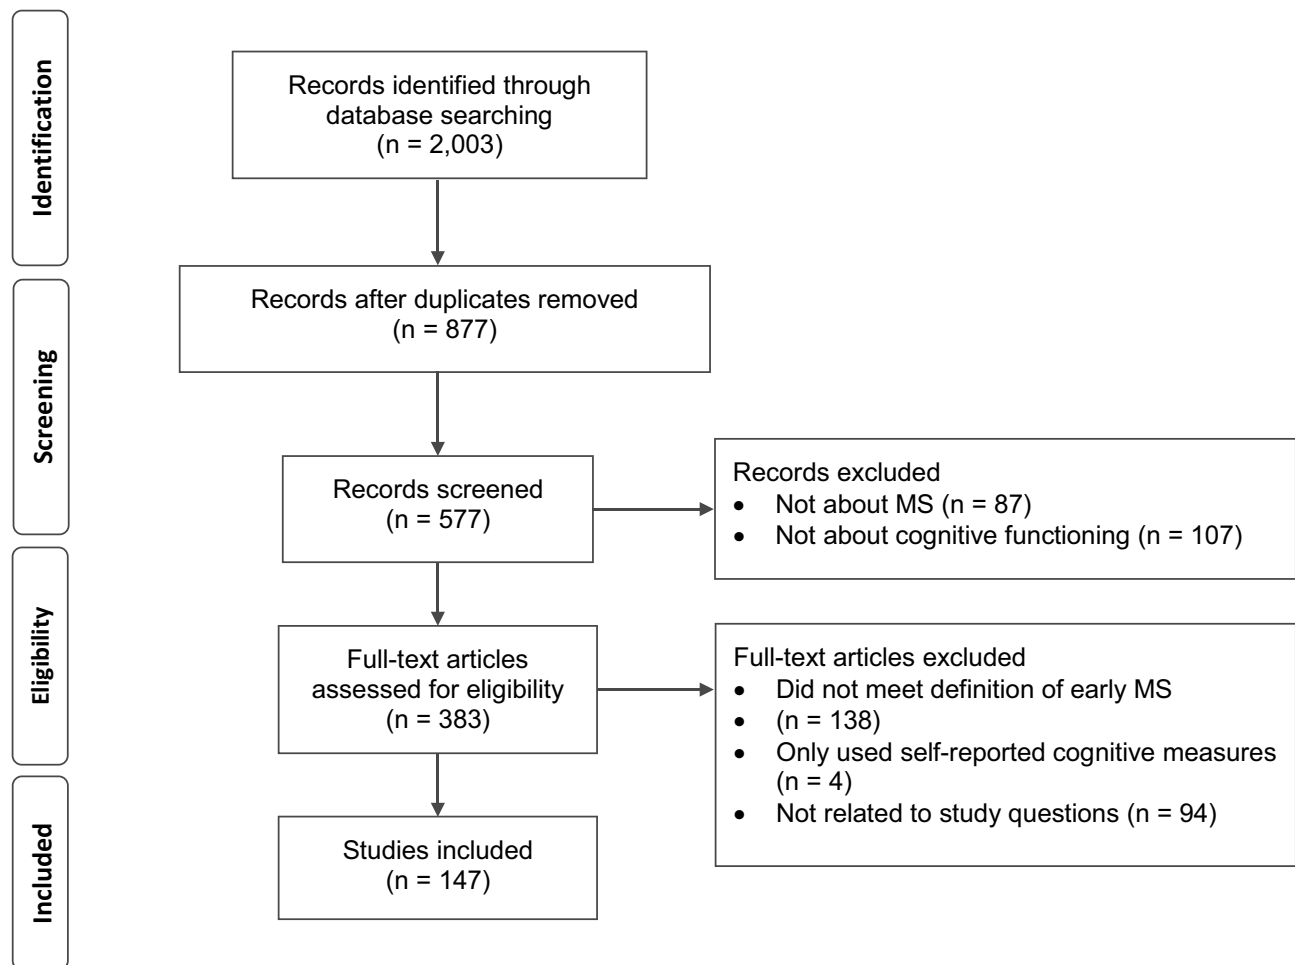 Identification
Records identified through
database searching
(n = 2,003)
Records after duplicates removed
(n = 877)
Screening
Records screened
(n = 577)
Records excluded
• Not about MS (n = 87)
• Not about cognitive functioning (n = 107)
Eligibility
Full-text articles
assessed for eligibility
(n = 383)
Full-text articles excluded
• Did not meet definition of early MS
• (n = 138)
• Only used self-reported cognitive measures
(n = 4)
• Not related to study questions (n = 94)
Included
Studies included
(n = 147)